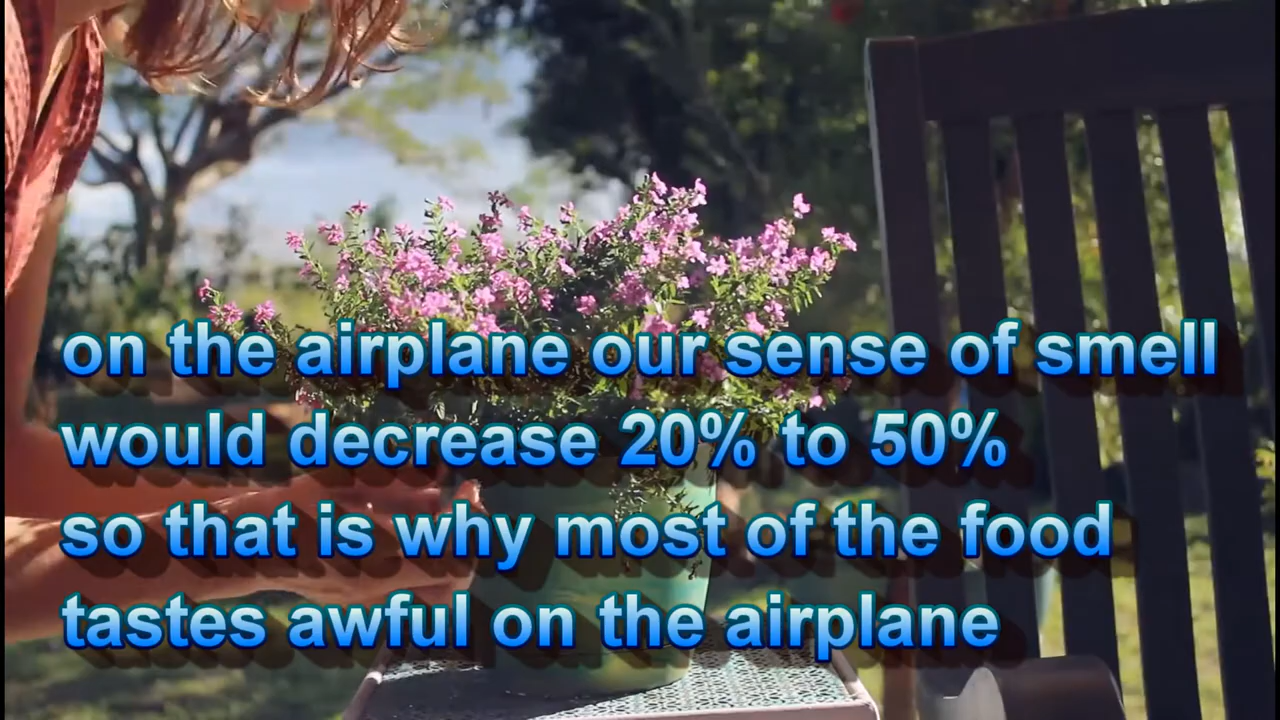 on the airplane our sense of smell
would decrease 20% to 50%
so that is why most of the food
tastes awful on the airplane